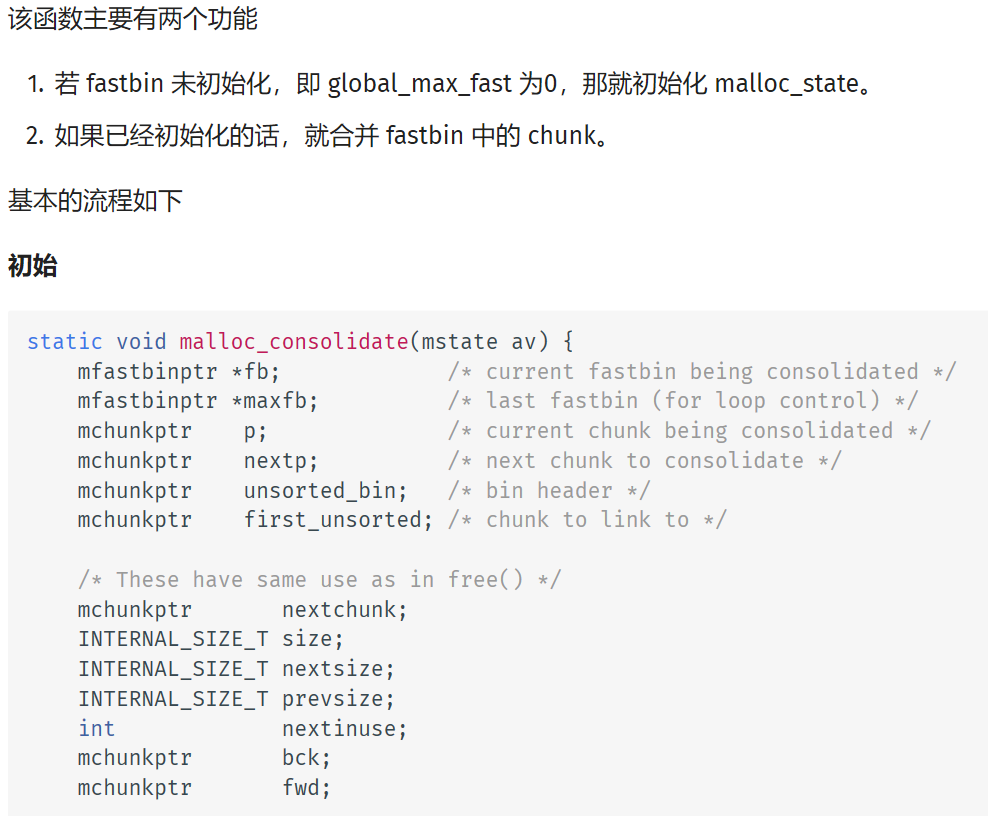 该函数主要有两个功能
1. 若 fastbin 未初始化，即 global_max_fast 为0，那就初始化 malloc_state。
2. 如果已经初始化的话，就合并 fastbin 中的 chunk。
基本的流程如下
初始
static void malloc_consolidate(mstate av) {
    mfastbinptr *fb;             /* current fastbin being consolidated */
    mfastbinptr *maxfb;          /* last fastbin (for loop control) */
    mchunkptr    p;              /* current chunk being consolidated */
    mchunkptr    nextp;          /* next chunk to consolidate */
    mchunkptr    unsorted_bin;   /* bin header */
    mchunkptr    first_unsorted; /* chunk to link to */
    /* These have same use as in free() */
    mchunkptr       nextchunk;
    INTERNAL_SIZE_T size;
    INTERNAL_SIZE_T nextsize;
    INTERNAL_SIZE_T prevsize;
    int             nextinuse;
    mchunkptr       bck;
    mchunkptr       fwd;